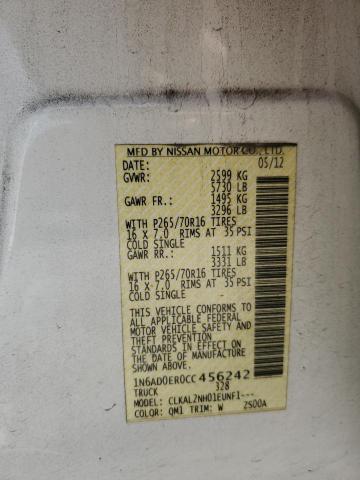 MFD BY NISSAN MOTOR CO., LTD.
DATE: 05/12
GVWR: 2599 KG
5730 LB
GAWR FR.: 1495 KG
3296 LB
WITH P265/70R16 TIRES
16 X 7.0 RIMS AT 35 PSI
COLD SINGLE
GAWR RR.: 1511 KG
3331 LB
WITH P265/70R16 TIRES
16 X 7.0 RIMS AT 35 PSI
COLD SINGLE
THIS VEHICLE CONFORMS TO
ALL APPLICABLE FEDERAL
MOTOR VEHICLE SAFETY AND
THEFT PREVENTION
STANDARDS IN EFFECT ON
THE DATE OF MANUFACTURE
SHOWN ABOVE.
1N6AD0ER0CC456242
TRUCK 328
MODEL: CLKAL2NH01EUNF1---
COLOR: QM1 TRIM: W 2S00A